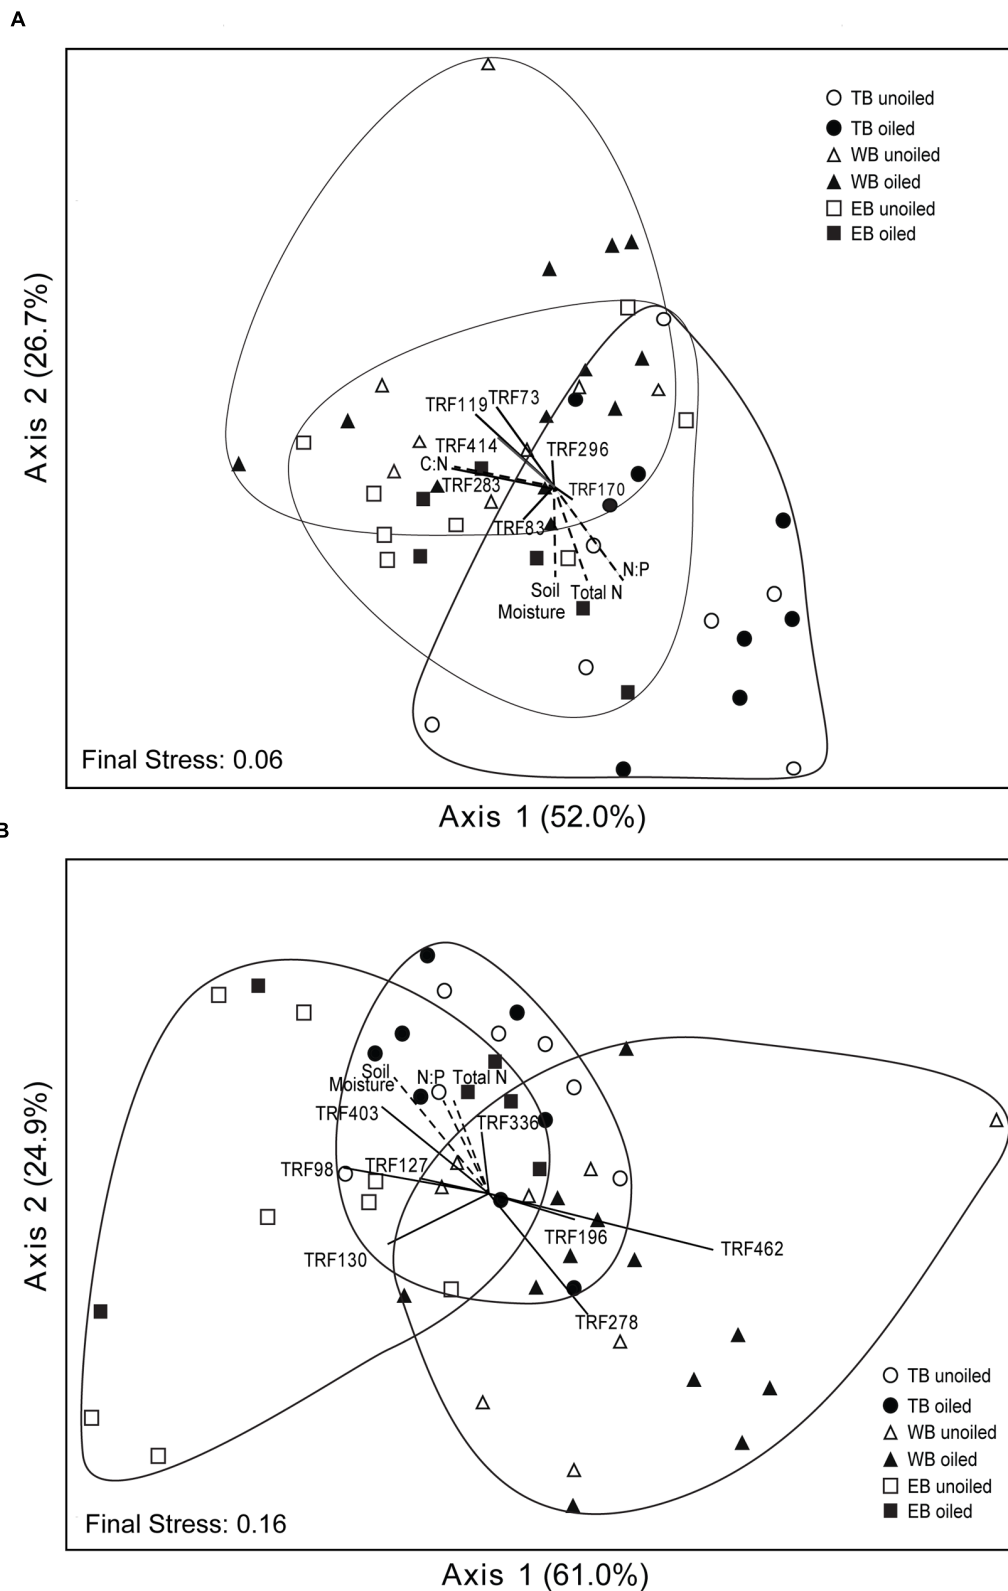 A
TB unoiled
TB oiled
WB unoiled
WB oiled
EB unoiled
EB oiled
Axis 2 (26.7%)
TRF119
TRF73
TRF414
TRF296
C:N
TRF283
TRF170
TRF83
N:P
Soil
Moisture
Total N
Final Stress: 0.06
Axis 1 (52.0%)
B
Axis 2 (24.9%)
Soil
Moisture
N:P
Total N
TRF403
TRF336
TRF98
TRF127
TRF196
TRF462
TRF130
TRF278
TB unoiled
TB oiled
WB unoiled
WB oiled
EB unoiled
EB oiled
Final Stress: 0.16
Axis 1 (61.0%)